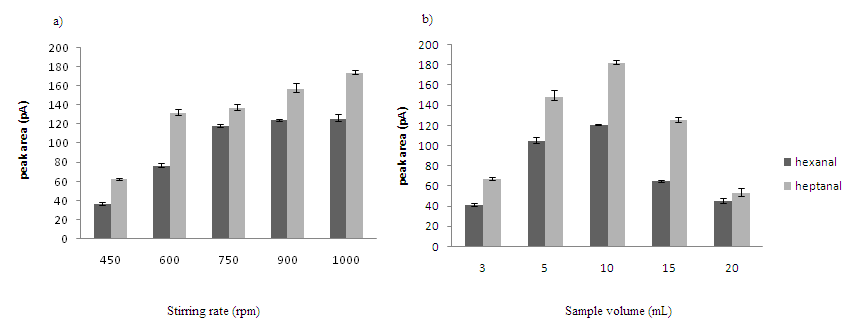 a)
200
180
160
140
120
100
80
60
40
20
0
peak area (pA)
450 600 750 900 1000
Stirring rate (rpm)
b)
200
180
160
140
120
100
80
60
40
20
0
peak area (pA)
3 5 10 15 20
Sample volume (mL)
hexanal
heptanal